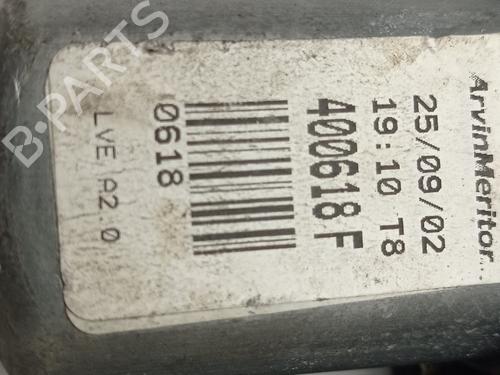 ArvinMeritor...
25/09/02
19:10 T8
400618 F
0618
LVE A2.0
B-PARTS